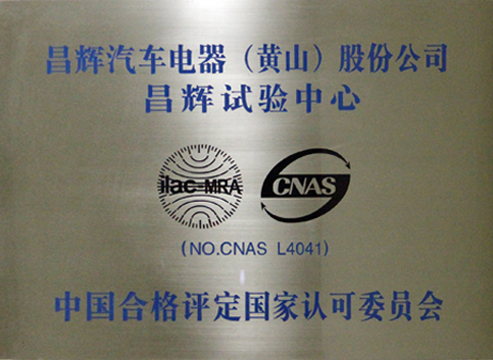 昌辉汽车电器（黄山）股份公司
昌辉试验中心
ilac-MRA CNAS
(NO.CNAS L4041)
中国合格评定国家认可委员会